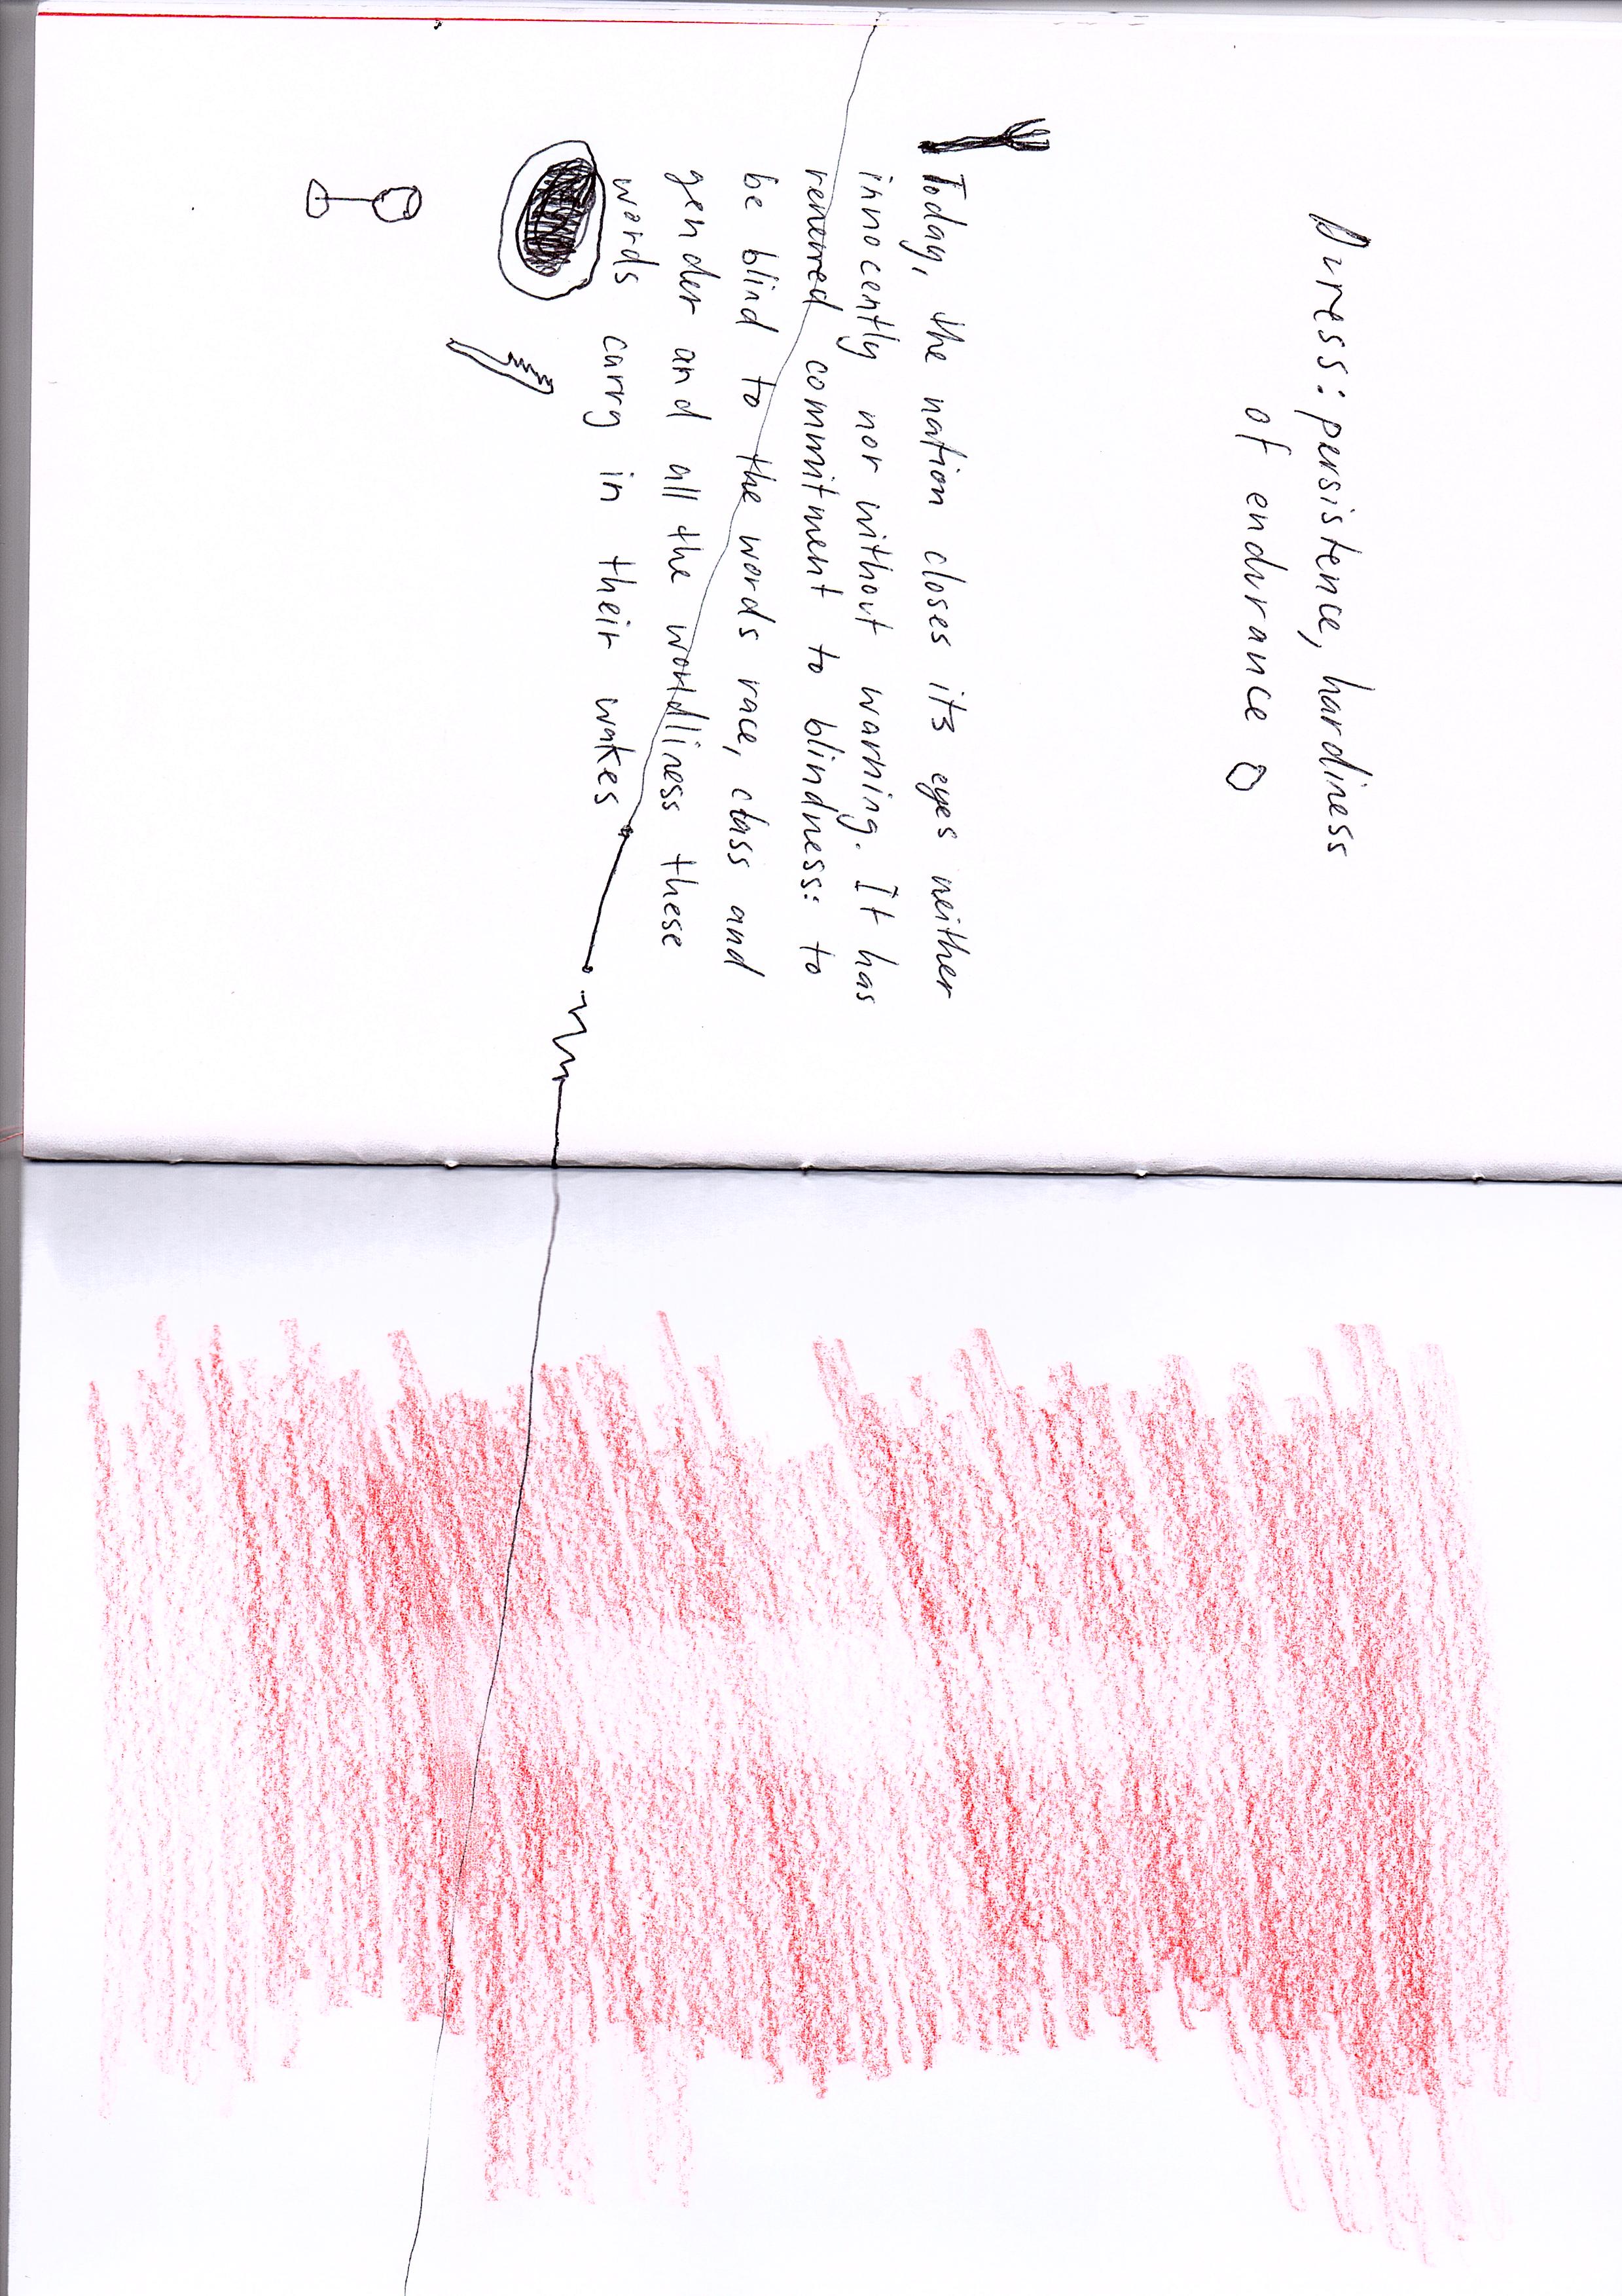 Duress: persistence, hardiness
of endurance
Today, the nation closes its eyes neither
innocently nor without warning. It has
renewed commitment to blindness: to
be blind to the words race, class and
gender and all the worldliness these
words carry in their wakes